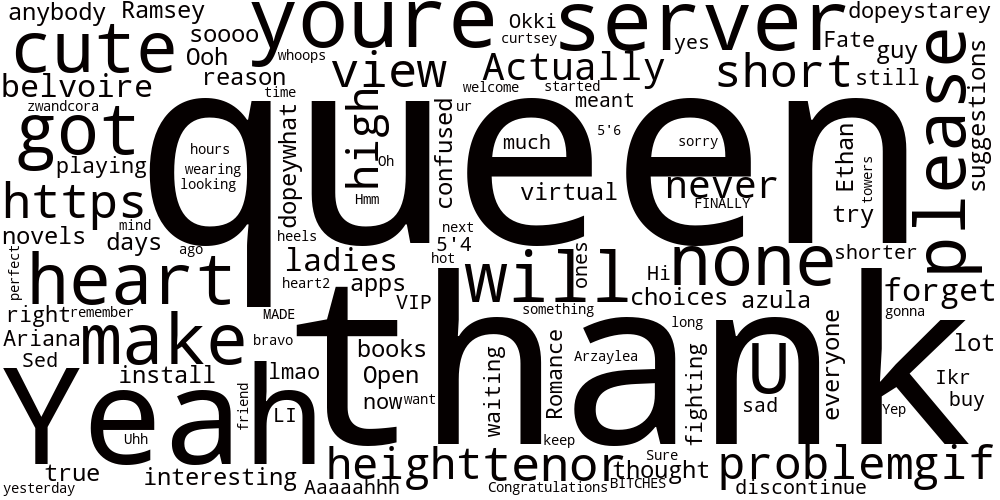 anybody Ramsey youre Okki server dopeystarey
cute soooo curtsey yes Fate guy
Ooh whoops
belvoire reason view Actually short still
zwandcora time welcome started meant
got queen high confused ur please suggestions
playing hours wearing looking dopeywhat Oh Hmm much 5'6 sorry Ethan towers
https virtual never FINALLY try
novels mind days ago heels next 5'4 hot ones none shorter
perfect heart ladies will Hi forget
heart2 apps VIP something choices azula gonna
right remember MADE thank long
Ariana make bravo books Romance Arzaylea everyone lot
Sed install lmao Open waiting fighting U Ikr
Yeah friend LI now want sad Yep buy
Uhh keep
true interesting heighttenor Sure thought problemgif
yesterday Aaaaahhn Congratulations BITCHES discontinue